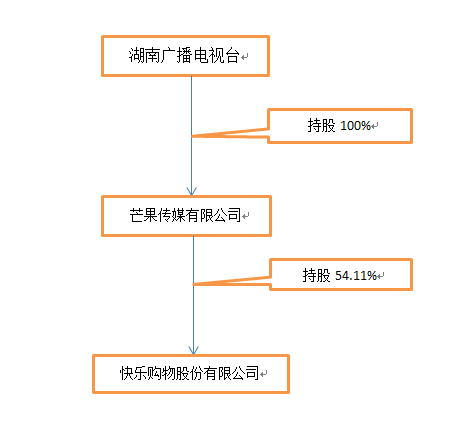 湖南广播电视台
持股 100%
芒果传媒有限公司
持股 54.11%
快乐购物股份有限公司